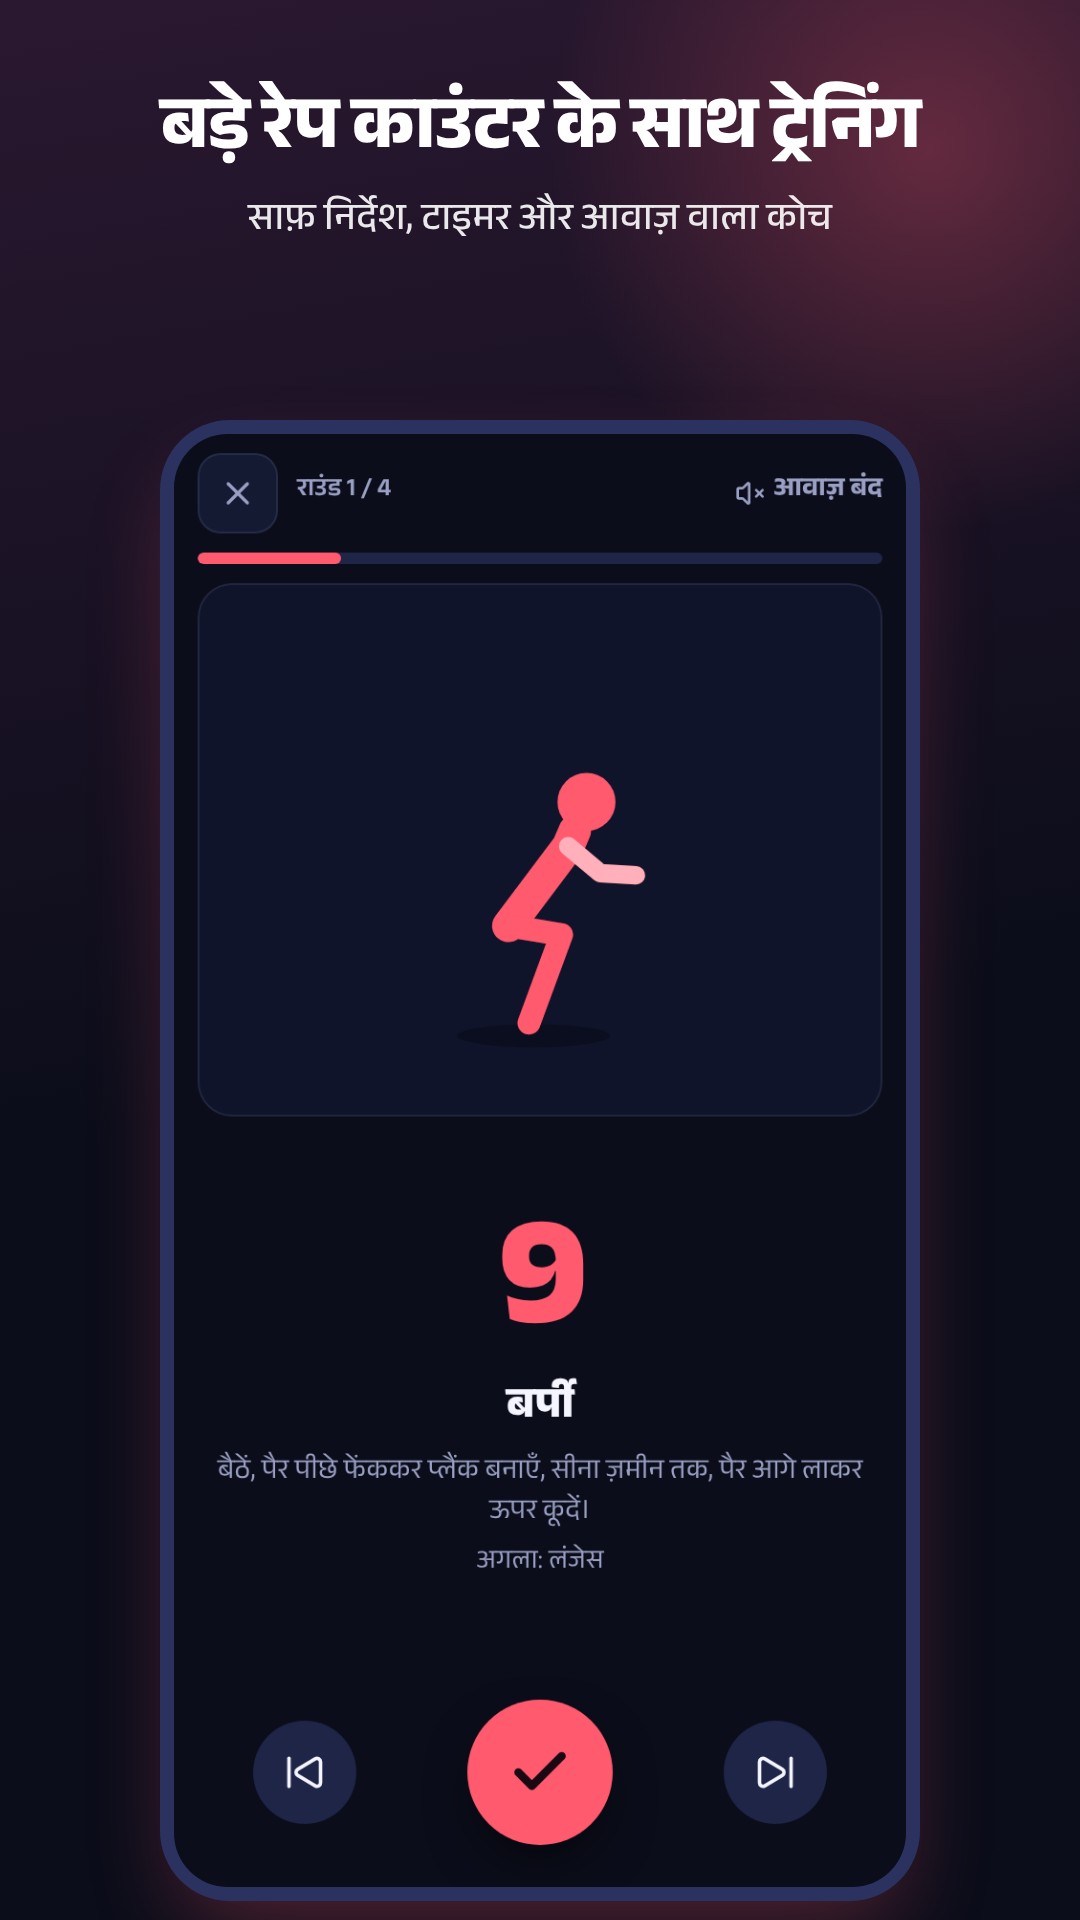 बड़े रेप काउंटर के साथ ट्रेनिंग
साफ़ निर्देश, टाइमर और आवाज़ वाला कोच
राउंड 1 / 4
आवाज़ बंद
9
बर्पी
बैठें, पैर पीछे फेंककर प्लैंक बनाएँ, सीना ज़मीन तक, पैर आगे लाकर
ऊपर कूदें।
अगला: लंजेस